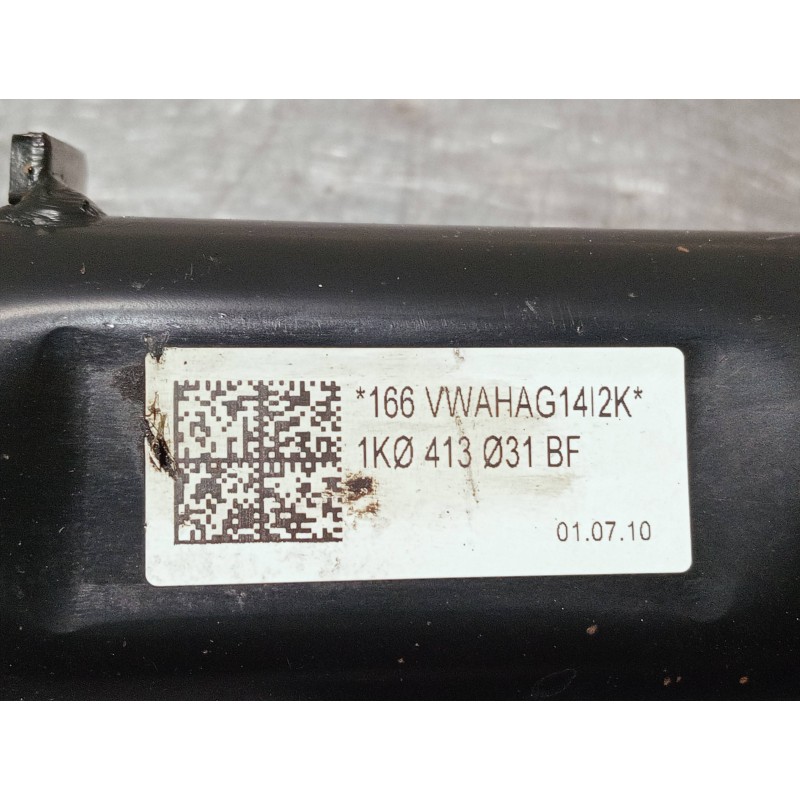 *166 VWAHAG14I2K*
1KØ 413 Ø31 BF
01.07.10